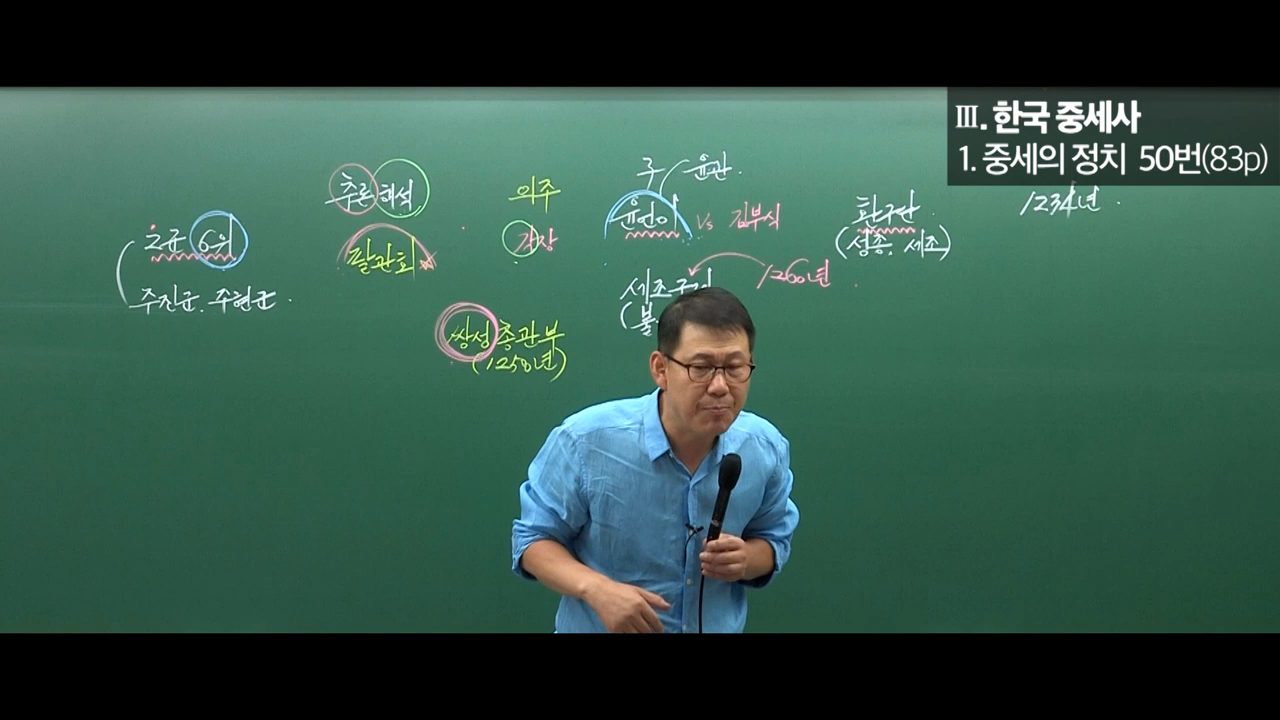 Ⅲ. 한국 중세사
1. 중세의 정치 50번(83p)
2군 6위
주진군. 주현군.
추론 해석
팔관회
쌍성 총관부
(1258년)
의주
각장
윤관.
윤언이 vs 김부식
세조구제
1260년
환구단
(성종. 세조)
1234년.